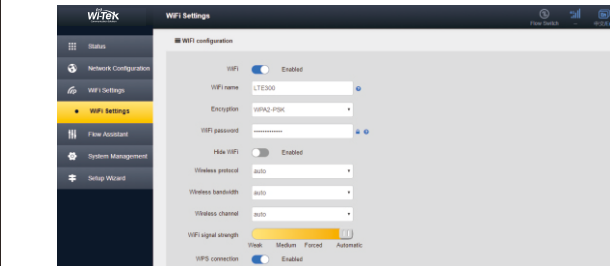 Wi-Tek
WiFi Settings
Flow Switch
Status
Network Configuration
WiFi Settings
WiFi Settings
Flow Assistant
System Management
Setup Wizard
WIFI configuration
WiFi
Enabled
WiFi name
LTE300
Encryption
WPA2-PSK
WiFi password
Hide WiFi
Enabled
Wireless protocol
auto
Wireless bandwidth
auto
Wireless channel
auto
WiFi signal strength
Weak Medium Forced Automatic
WPS connection
Enabled